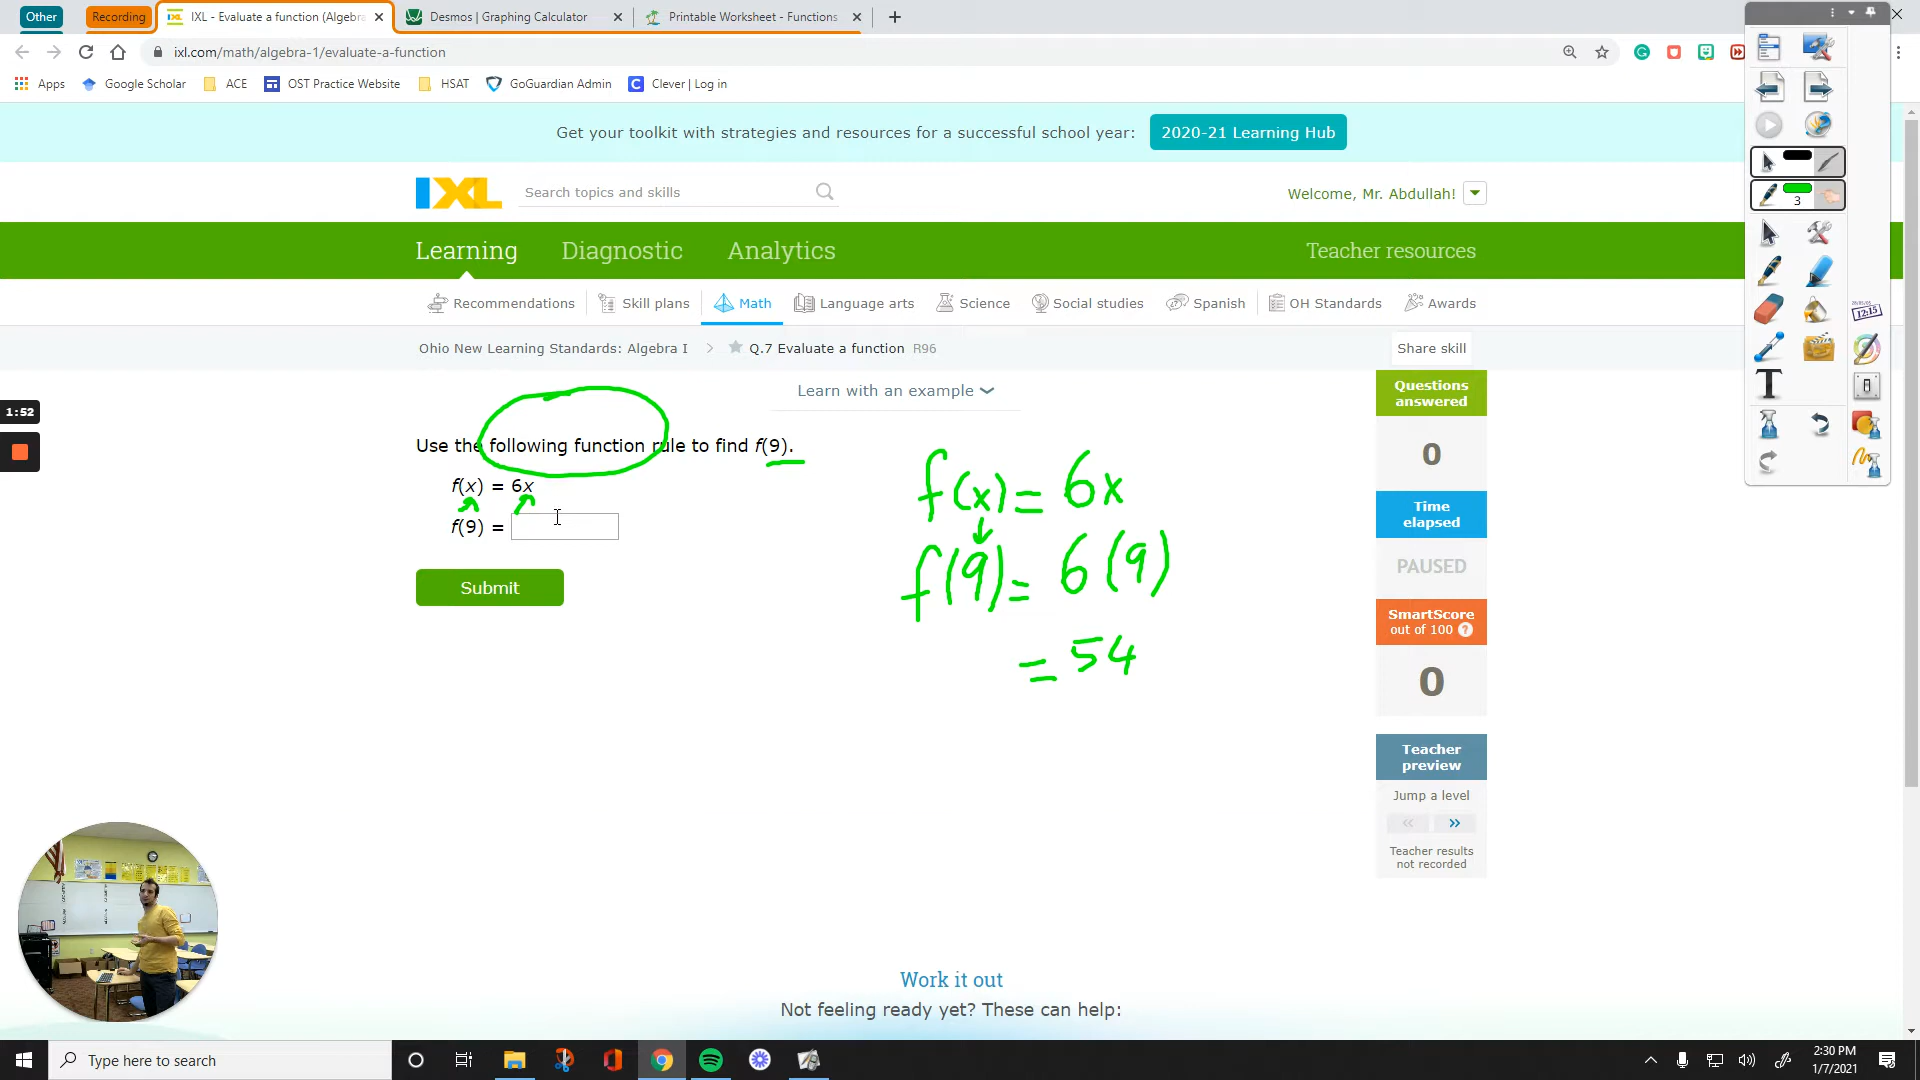 Other
Recording
IXL - Evaluate a function (Algebra
Desmos | Graphing Calculator
Printable Worksheet - Functions
ixl.com/math/algebra-1/evaluate-a-function
Apps
Google Scholar
ACE
OST Practice Website
HSAT
GoGuardian Admin
Clever | Log in
Get your toolkit with strategies and resources for a successful school year:
2020-21 Learning Hub
IXL
Search topics and skills
Welcome, Mr. Abdullah!
3
Learning
Diagnostic
Analytics
Teacher resources
Recommendations
Skill plans
Math
Language arts
Science
Social studies
Spanish
OH Standards
Awards
12:15
T
Ohio New Learning Standards: Algebra I > Q.7 Evaluate a function R96
Share skill
Learn with an example
1:52
Use the following function rule to find f(9).
f(x) = 6x
f(9) =
Submit
f(x) = 6x
f(9) = 6(9)
= 54
Questions
answered
0
Time
elapsed
PAUSED
SmartScore
out of 100 ?
0
Teacher
preview
Jump a level
Teacher results
not recorded
Work it out
Not feeling ready yet? These can help:
Type here to search
2:30 PM
1/7/2021